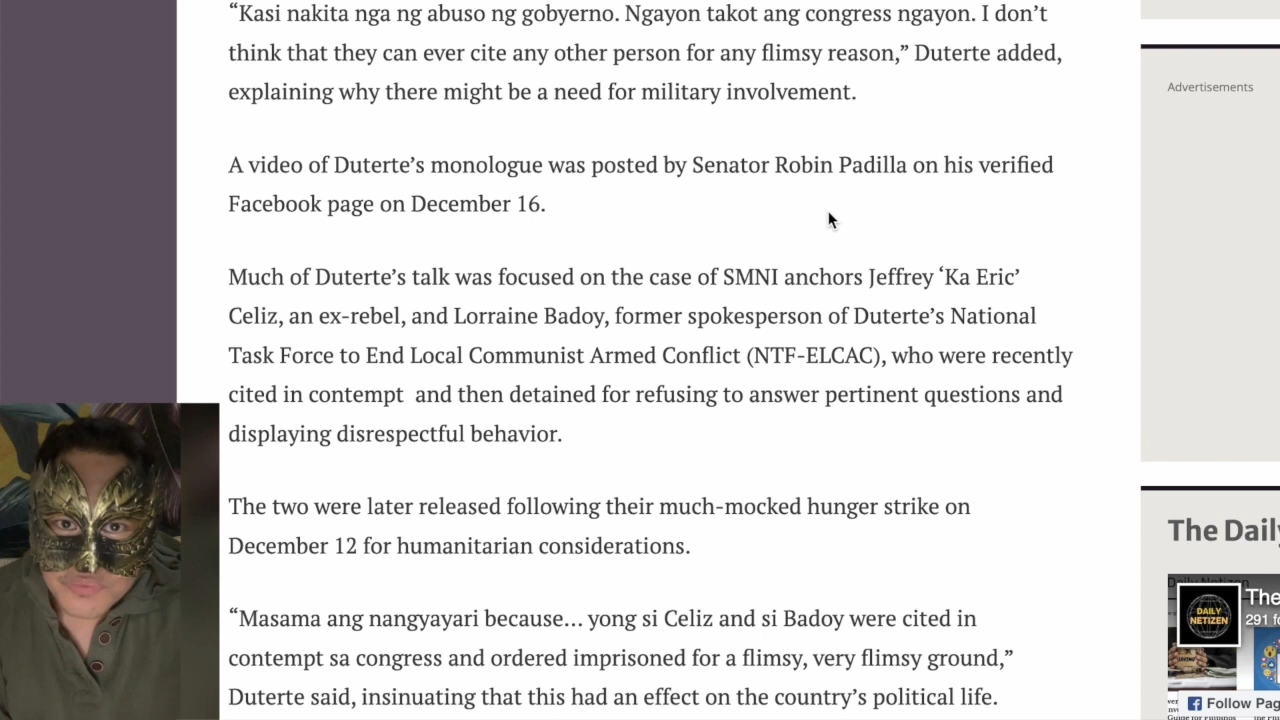 “Kasi nakita nga ng abuso ng gobyerno. Ngayon takot ang congress ngayon. I don’t
think that they can ever cite any other person for any flimsy reason,” Duterte added,
explaining why there might be a need for military involvement.
A video of Duterte’s monologue was posted by Senator Robin Padilla on his verified
Facebook page on December 16.
Much of Duterte’s talk was focused on the case of SMNI anchors Jeffrey ‘Ka Eric’
Celiz, an ex-rebel, and Lorraine Badoy, former spokesperson of Duterte’s National
Task Force to End Local Communist Armed Conflict (NTF-ELCAC), who were recently
cited in contempt  and then detained for refusing to answer pertinent questions and
displaying disrespectful behavior.
The two were later released following their much-mocked hunger strike on
December 12 for humanitarian considerations.
“Masama ang nangyayari because… yong si Celiz and si Badoy were cited in
contempt sa congress and ordered imprisoned for a flimsy, very flimsy ground,”
Duterte said, insinuating that this had an effect on the country’s political life.
Advertisements
The Daily
Daily Netizen
The
DAILY
NETIZEN
291 fo
Follow Pag